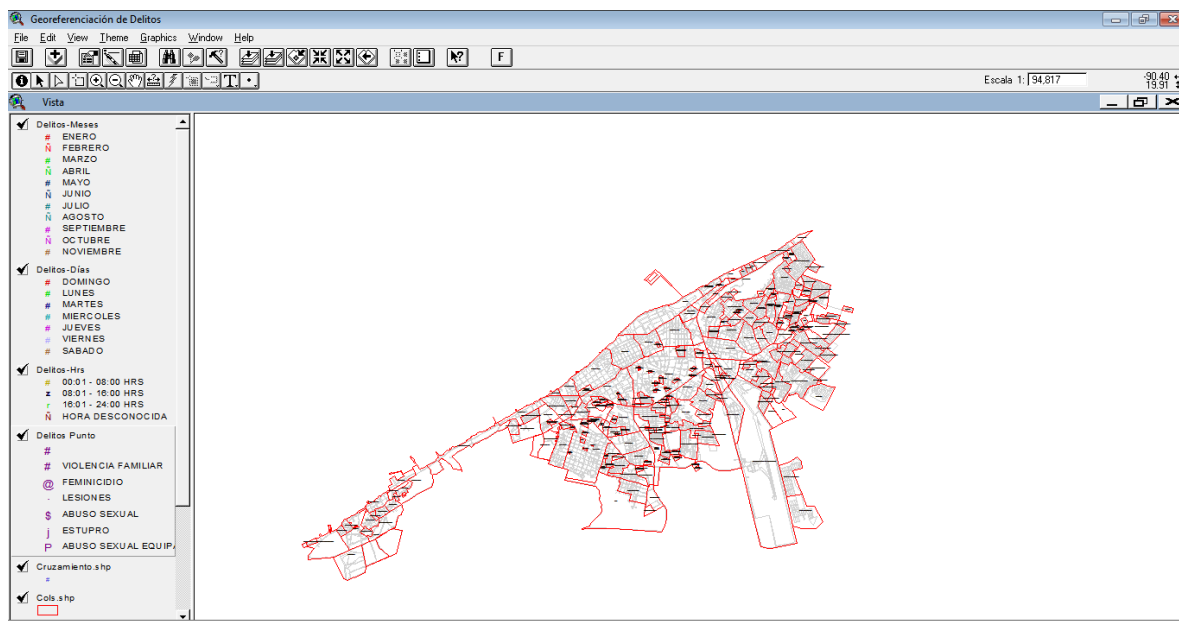 Georeferenciación de Delitos
File Edit View Theme Graphics Window Help
F
Escala 1: 94,817
-90.40
19.91
Vista
Delitos-Meses
# ENERO
Ñ FEBRERO
# MARZO
Ñ ABRIL
# MAYO
Ñ JUNIO
# JULIO
Ñ AGOSTO
# SEPTIEMBRE
Ñ OCTUBRE
# NOVIEMBRE
Delitos-Días
# DOMINGO
# LUNES
# MARTES
# MIERCOLES
# JUEVES
# VIERNES
# SABADO
Delitos-Hrs
# 00:01 - 08:00 HRS
z 08:01 - 16:00 HRS
r 16:01 - 24:00 HRS
Ñ HORA DESCONOCIDA
Delitos Punto
#
# VIOLENCIA FAMILIAR
@ FEMINICIDIO
· LESIONES
$ ABUSO SEXUAL
j ESTUPRO
P ABUSO SEXUAL EQUIP
Cruzamiento.shp
#
Cols.shp